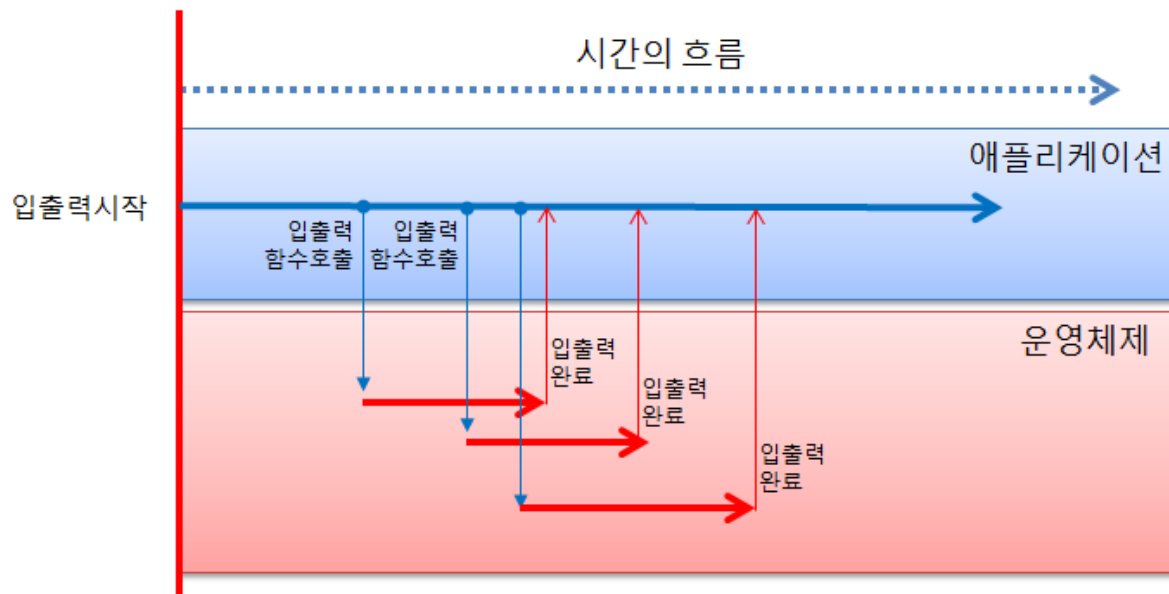 시간의 흐름
애플리케이션
입출력시작
입출력
함수호출
입출력
함수호출
운영체제
입출력
완료
입출력
완료
입출력
완료